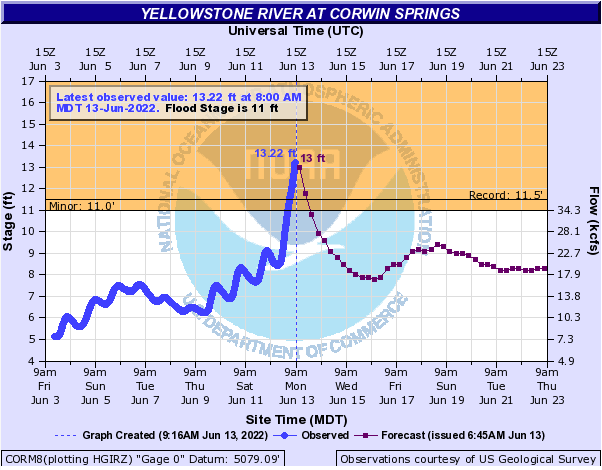 YELLOWSTONE RIVER AT CORWIN SPRINGS
Universal Time (UTC)
15Z 15Z 15Z 15Z 15Z 15Z 15Z 15Z 15Z 15Z 15Z
Jun 3 Jun 5 Jun 7 Jun 9 Jun 11 Jun 13 Jun 15 Jun 17 Jun 19 Jun 21 Jun 23
Latest observed value: 13.22 ft at 8:00 AM
MDT 13-Jun-2022. Flood Stage is 11 ft
NATIONAL OCEANIC AND ATMOSPHERIC ADMINISTRATION
NOAA
U.S. DEPARTMENT OF COMMERCE
13.22 ft
13 ft
Record: 11.5'
Minor: 11.0'
Stage (ft)
17
16
15
14
13
12
11
10
9
8
7
6
5
4
Flow (kcfs)
34.3
28.1
22.7
17.9
13.8
10.3
7.3
4.9
9am 9am 9am 9am 9am 9am 9am 9am 9am 9am 9am
Fri Sun Tue Thu Sat Mon Wed Fri Sun Tue Thu
Jun 3 Jun 5 Jun 7 Jun 9 Jun 11 Jun 13 Jun 15 Jun 17 Jun 19 Jun 21 Jun 23
Site Time (MDT)
Graph Created (9:16AM Jun 13, 2022) Observed Forecast (issued 6:45AM Jun 13)
CORM8(plotting HGIRZ) "Gage 0" Datum: 5079.09'
Observations courtesy of US Geological Survey